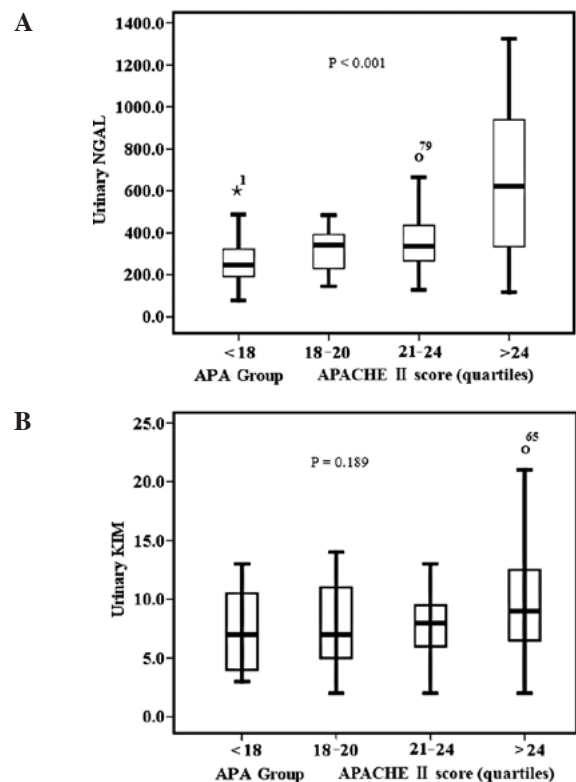 A
1400.0
1200.0
1000.0
800.0
600.0
400.0
200.0
0.0
Urinary NGAL
P < 0.001
*1
o79
<18 18-20 21-24 >24
APA Group APACHE Ⅱ score (quartiles)
B
25.0
20.0
15.0
10.0
5.0
0.0
Urinary KIM
P = 0.189
o65
<18 18-20 21-24 >24
APA Group APACHE Ⅱ score (quartiles)